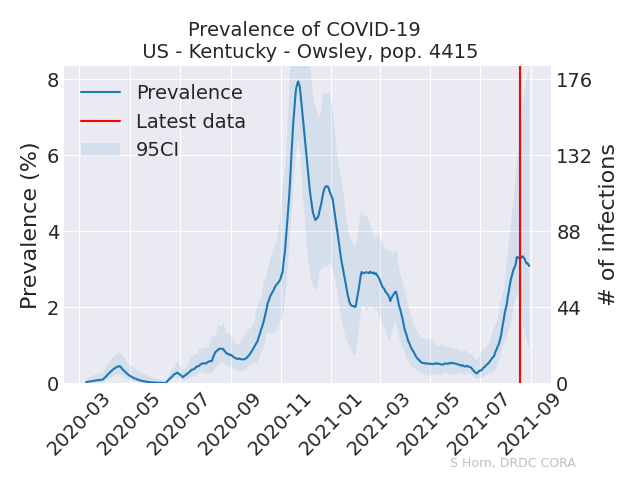 Prevalence of COVID-19
US - Kentucky - Owsley, pop. 4415
Prevalence (%)
8
6
4
2
0
Prevalence
Latest data
95CI
176
132
88
44
0
# of infections
2020-03
2020-05
2020-07
2020-09
2020-11
2021-01
2021-03
2021-05
2021-07
2021-09
S Horn, DRDC CORA